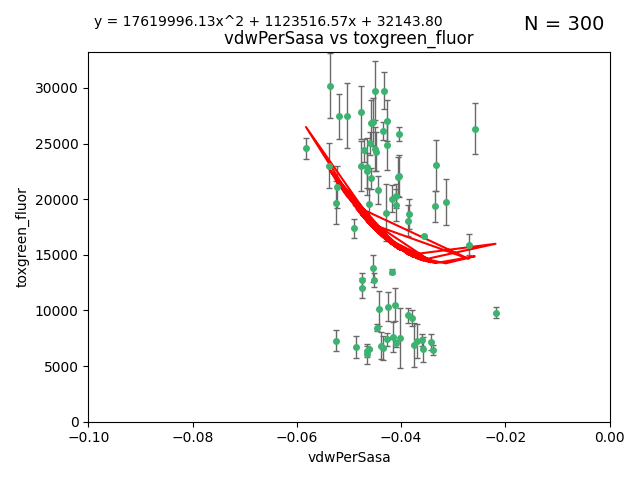 y = 17619996.13x^2 + 1123516.57x + 32143.80
N = 300
vdwPerSasa vs toxgreen_fluor
toxgreen_fluor
30000
25000
20000
15000
10000
5000
0
−0.10
−0.08
−0.06
−0.04
−0.02
0.00
vdwPerSasa